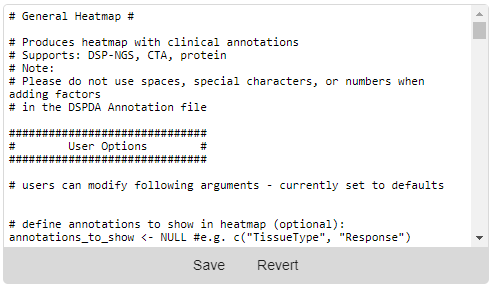 # General Heatmap #
# Produces heatmap with clinical annotations
# Supports: DSP-NGS, CTA, protein
# Note:
# Please do not use spaces, special characters, or numbers when
adding factors
# in the DSPDA Annotation file
##############################
#        User Options        #
##############################
# users can modify following arguments - currently set to defaults
# define annotations to show in heatmap (optional):
annotations_to_show <- NULL #e.g. c("TissueType", "Response")
Save Revert